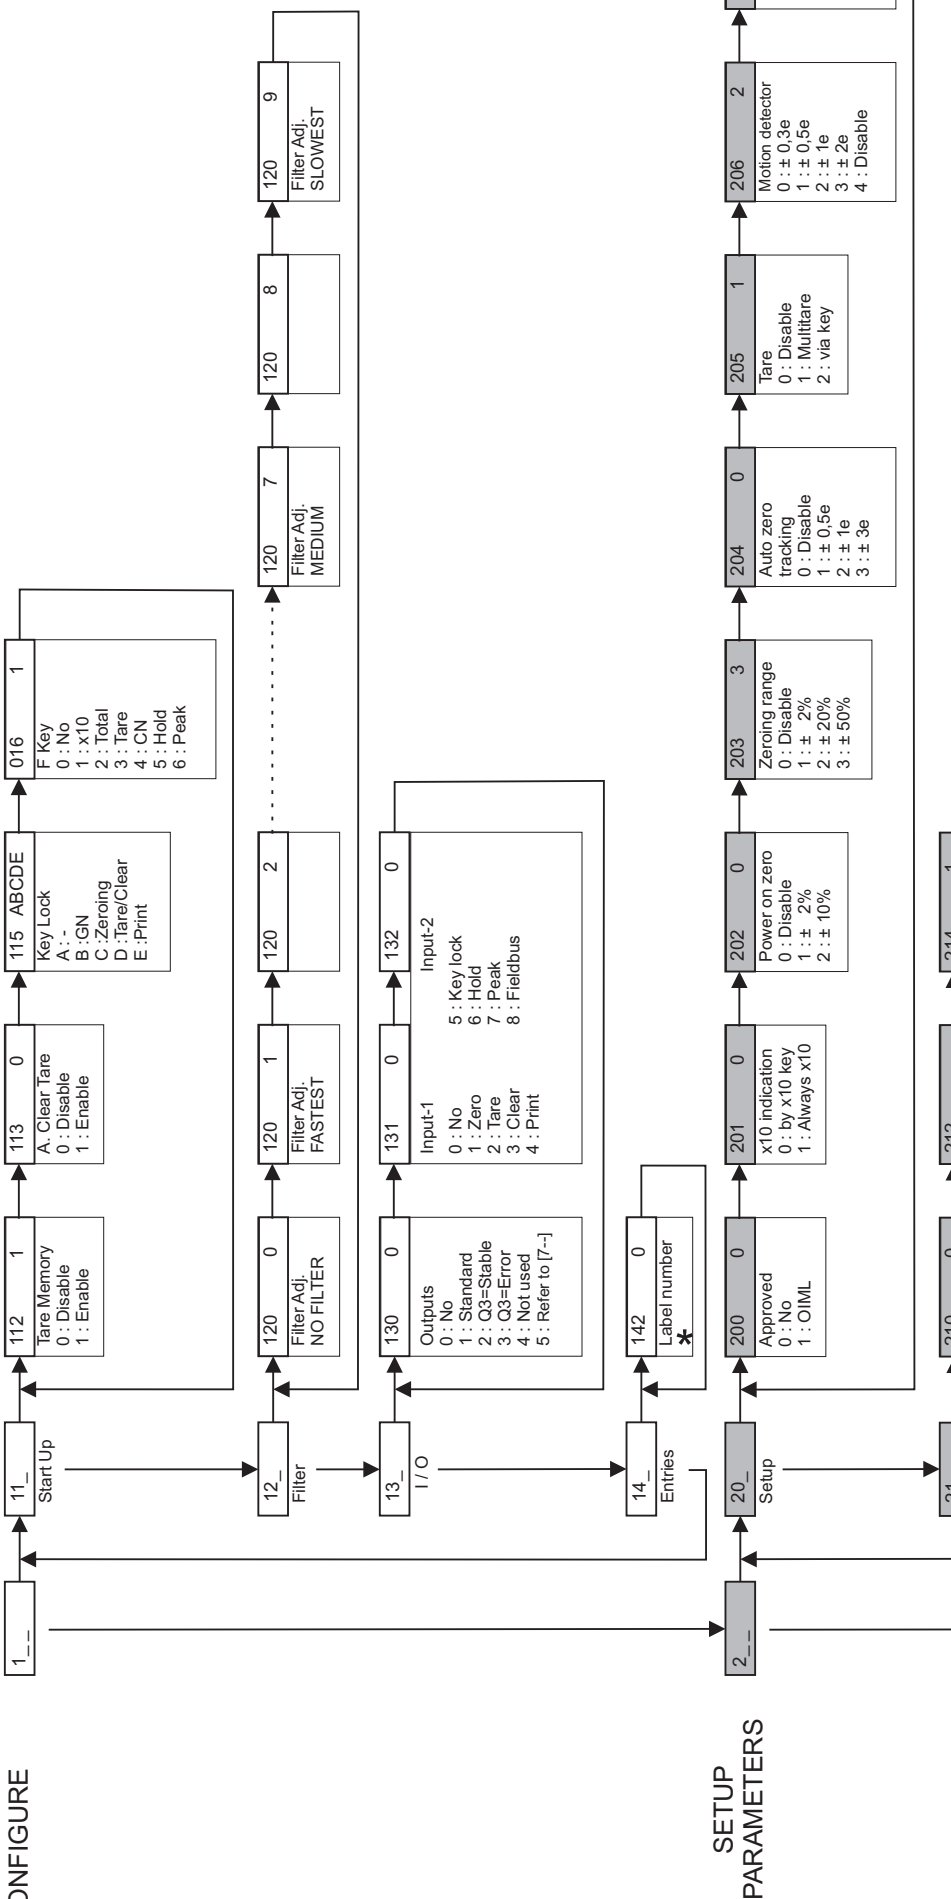 ONFIGURE
1_ _
11_
Start Up
112 1
Tare Memory
0 : Disable
1 : Enable
113 0
A. Clear Tare
0 : Disable
1 : Enable
115 ABCDE
Key Lock
A : -
B :GN
C :Zeroing
D :Tare/Clear
E :Print
016 1
F Key
0 : No
1 : x10
2 : Total
3 : Tare
4 : CN
5 : Hold
6 : Peak
12_
Filter
120 0
Filter Adj.
NO FILTER
120 1
Filter Adj.
FASTEST
120 2
120 7
Filter Adj.
MEDIUM
120 8
120 9
Filter Adj.
SLOWEST
13_
I / O
130 0
Outputs
0 : No
1 : Standard
2 : Q3=Stable
3 : Q3=Error
4 : Not used
5 : Refer to [7--]
131 0
132 0
Input-1 Input-2
0 : No 5 : Key lock
1 : Zero 6 : Hold
2 : Tare 7 : Peak
3 : Clear 8 : Fieldbus
4 : Print
14_
Entries
142 0
Label number
*
SETUP
PARAMETERS
2_ _
20_
Setup
200 0
Approved
0 : No
1 : OIML
201 0
x10 indication
0 : by x10 key
1 : Always x10
202 0
Power on zero
0 : Disable
1 : ± 2%
2 : ± 10%
203 3
Zeroing range
0 : Disable
1 : ± 2%
2 : ± 20%
3 : ± 50%
204 0
Auto zero
tracking
0 : Disable
1 : ± 0,5e
2 : ± 1e
3 : ± 3e
205 1
Tare
0 : Disable
1 : Multitare
2 : via key
206 2
Motion detector
0 : ± 0,3e
1 : ± 0,5e
2 : ± 1e
3 : ± 2e
4 : Disable